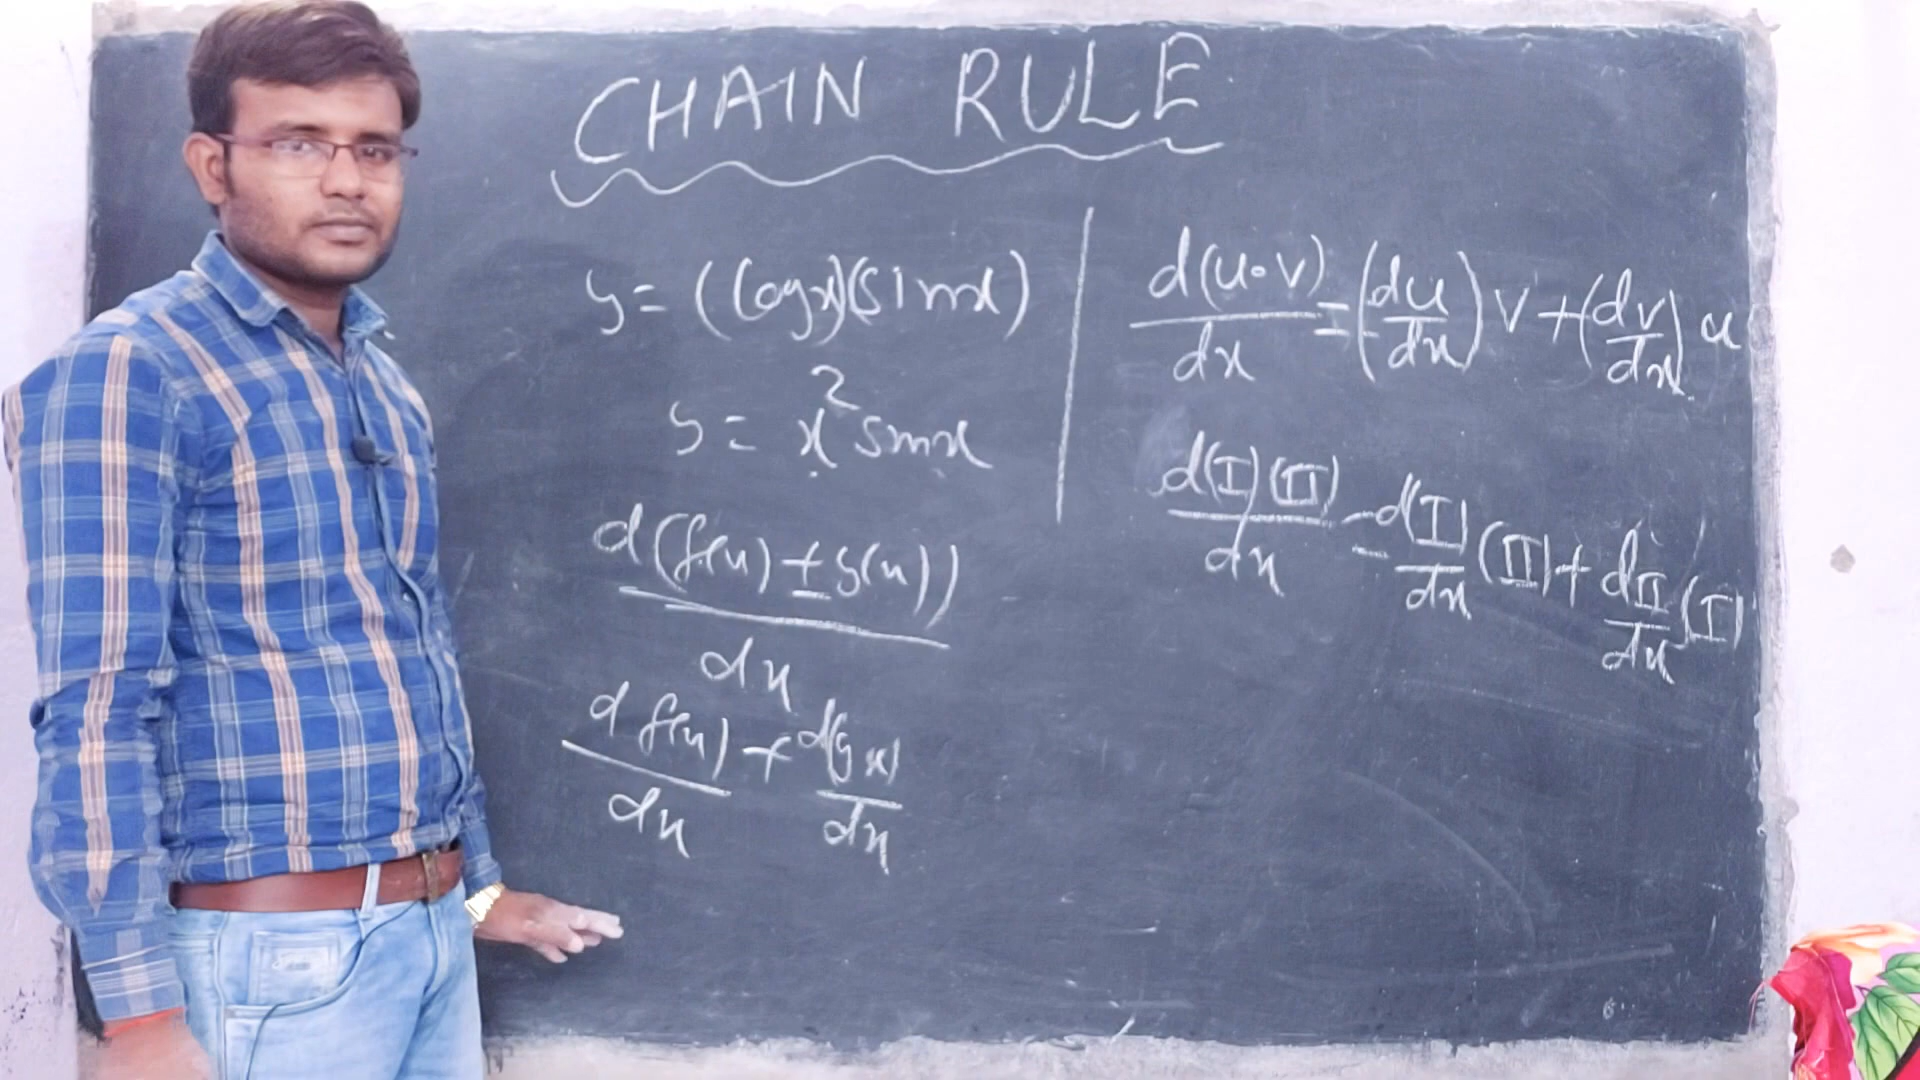 CHAIN RULE
y = (logx)(sinx)
y = x² sinx
d(f(x) ± g(x))
dx
d f(x) + d(g x)
dx dx
d(u·v) = (du/dx) v + (dv/dx) u
dx
d(I)(II) = d(I)/dx (II) + dII/dx (I)
dx